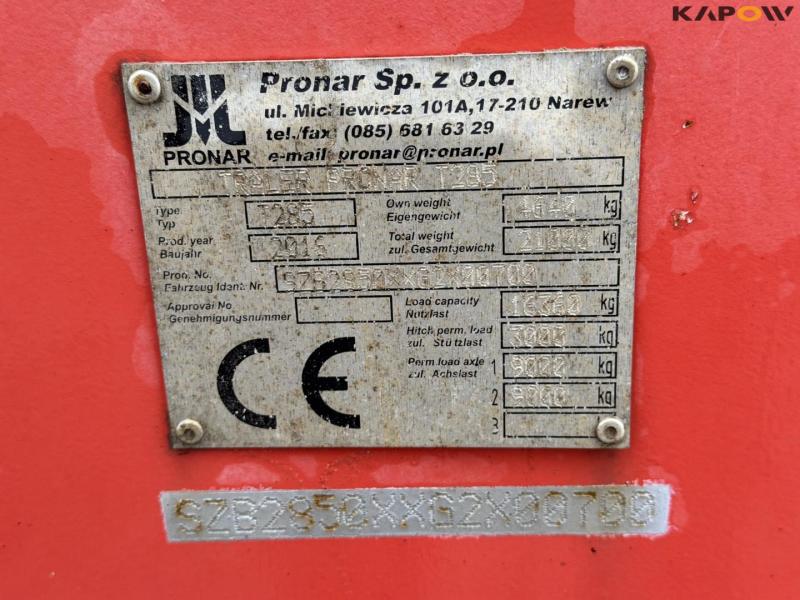 KAPOW
Pronar Sp. z o.o.
ul. Mickiewicza 101A,17-210 Narew
tel./fax (085) 681 63 29
e-mail pronar@pronar.pl
PRONAR
TRAILER PRONAR T285
Type
Typ
T285
Own weight
Eigengewicht
4640 kg
Prod. year
Baujahr
2016
Total weight
zul. Gesamtgewicht
21000 kg
Prod. No.
Fahrzeug Ident. Nr.
SZB2850XXG2X00700
Approval No
Genehmigungsnummer
Load capacity
Nutzlast
16360 kg
Hitch perm. load
zul. Stützlast
3000 kg
Perm load axle
zul. Achslast
1 9000 kg
2 9000 kg
3
CE
SZB2850XXG2X00700